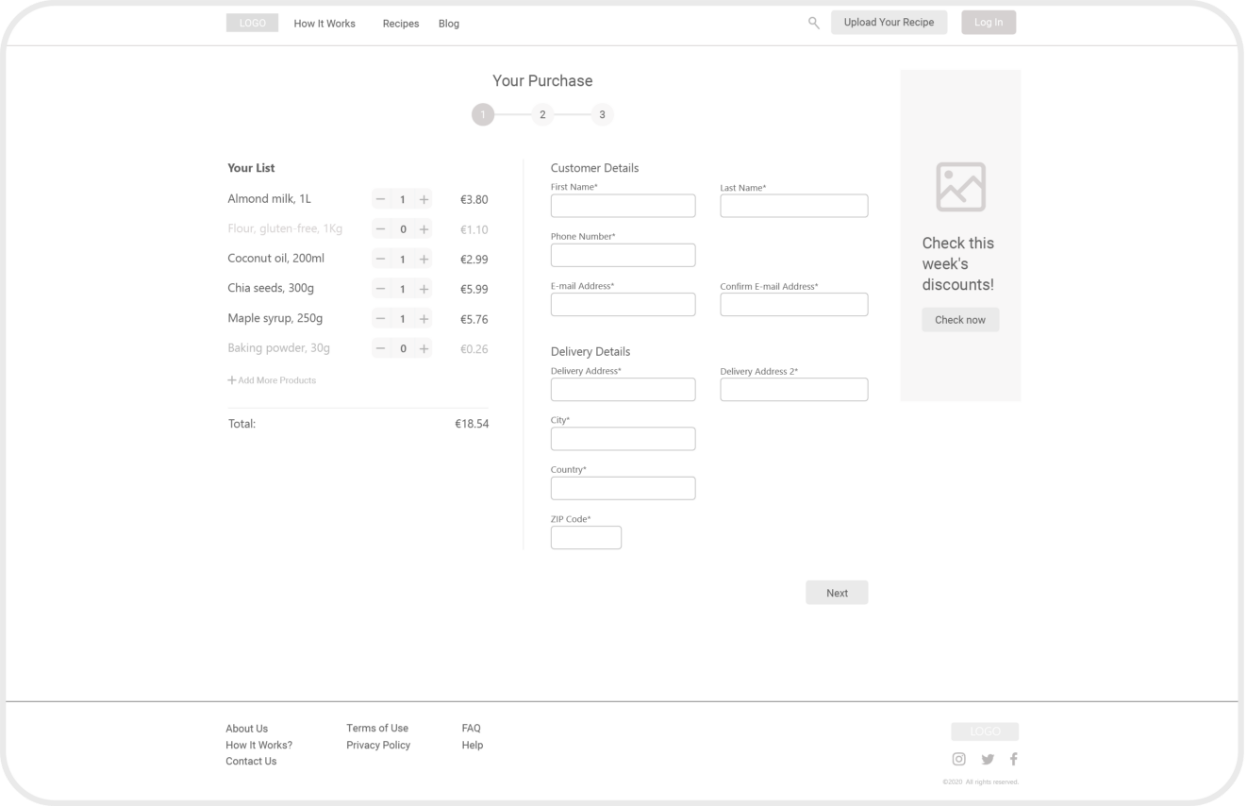 LOGO How It Works Recipes Blog Upload Your Recipe Log In
Your Purchase
1 2 3
Your List
Almond milk, 1L − 1 + €3.80
Flour, gluten-free, 1Kg − 0 + €1.10
Coconut oil, 200ml − 1 + €2.99
Chia seeds, 300g − 1 + €5.99
Maple syrup, 250g − 1 + €5.76
Baking powder, 30g − 0 + €0.26
+ Add More Products
Total: €18.54
Customer Details
First Name* Last Name*
Phone Number*
E-mail Address* Confirm E-mail Address*
Delivery Details
Delivery Address* Delivery Address 2*
City*
Country*
ZIP Code*
Next
Check this
week's
discounts!
Check now
About Us Terms of Use FAQ
How It Works? Privacy Policy Help
Contact Us
LOGO
©2020 All rights reserved.